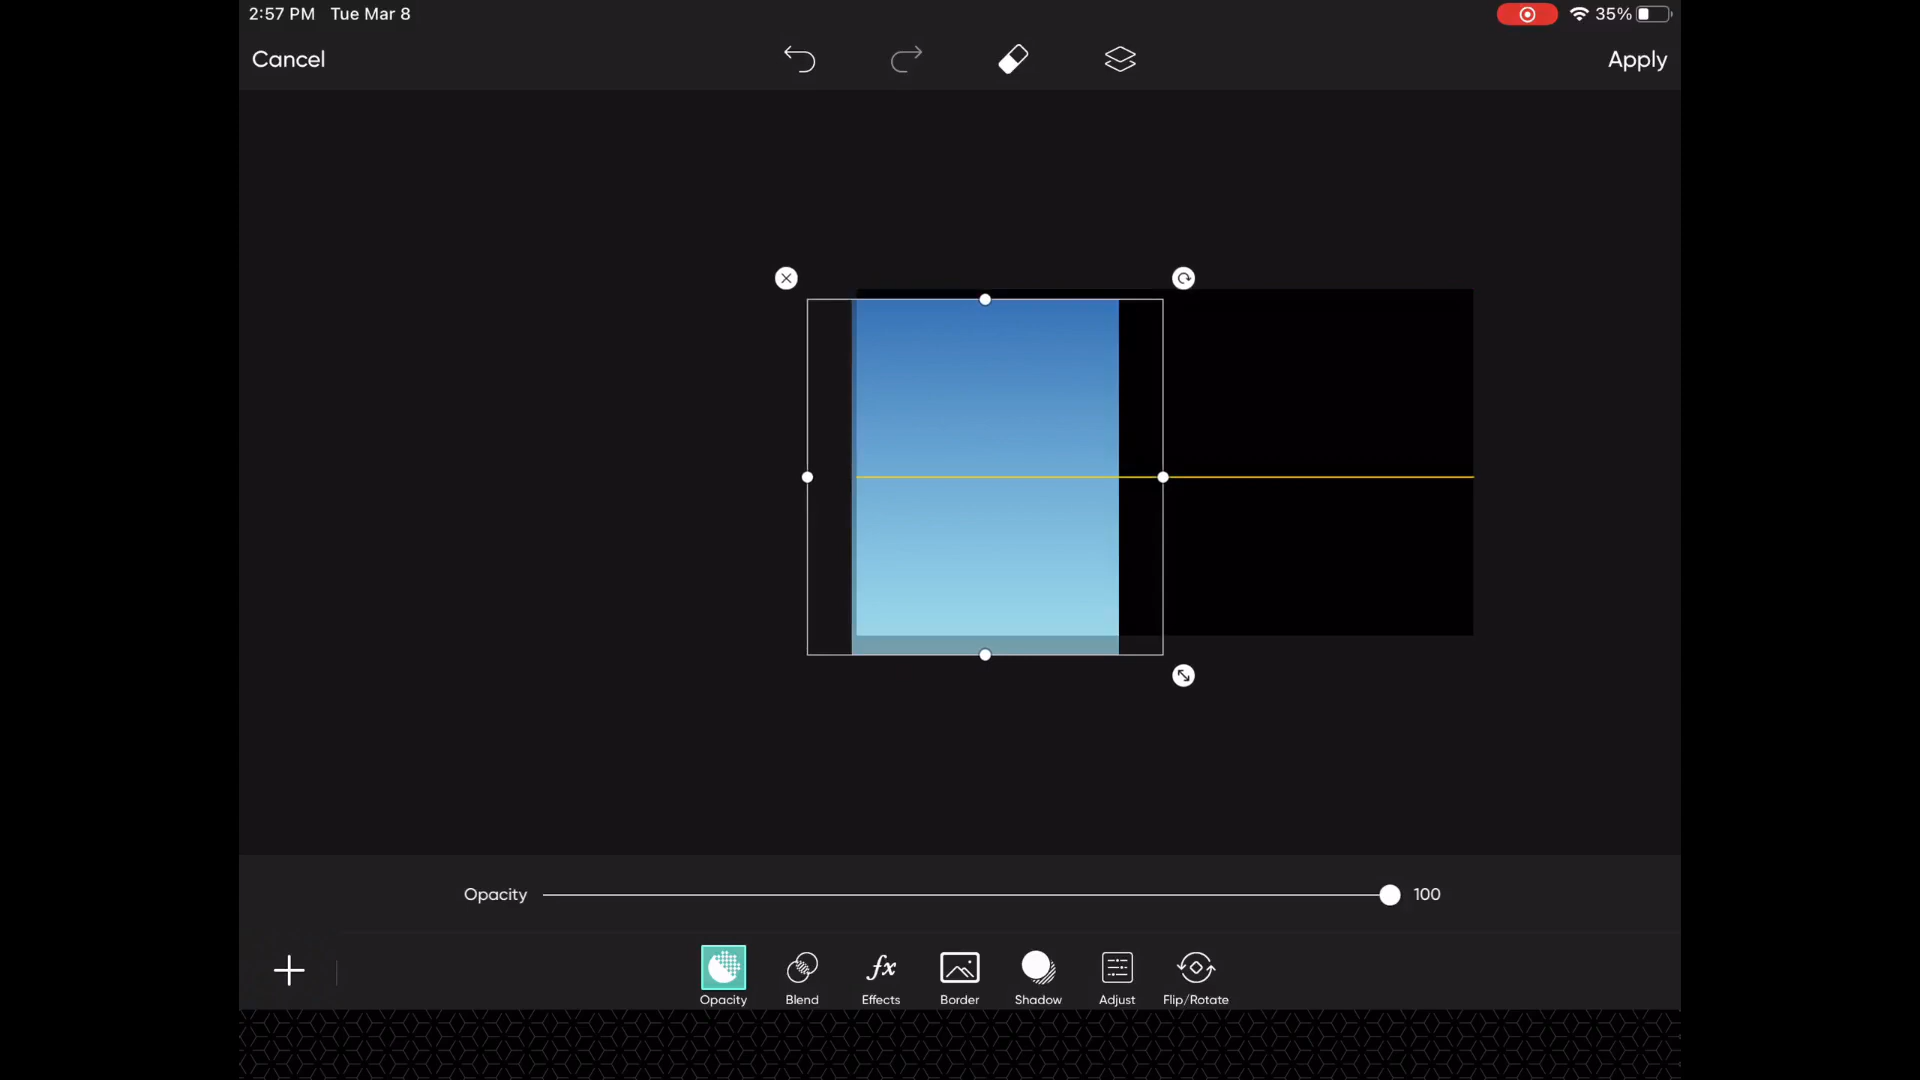 2:57 PM Tue Mar 8
35%
Cancel
Apply
Opacity
100
Opacity
Blend
fx
Effects
Border
Shadow
Adjust
Flip/Rotate